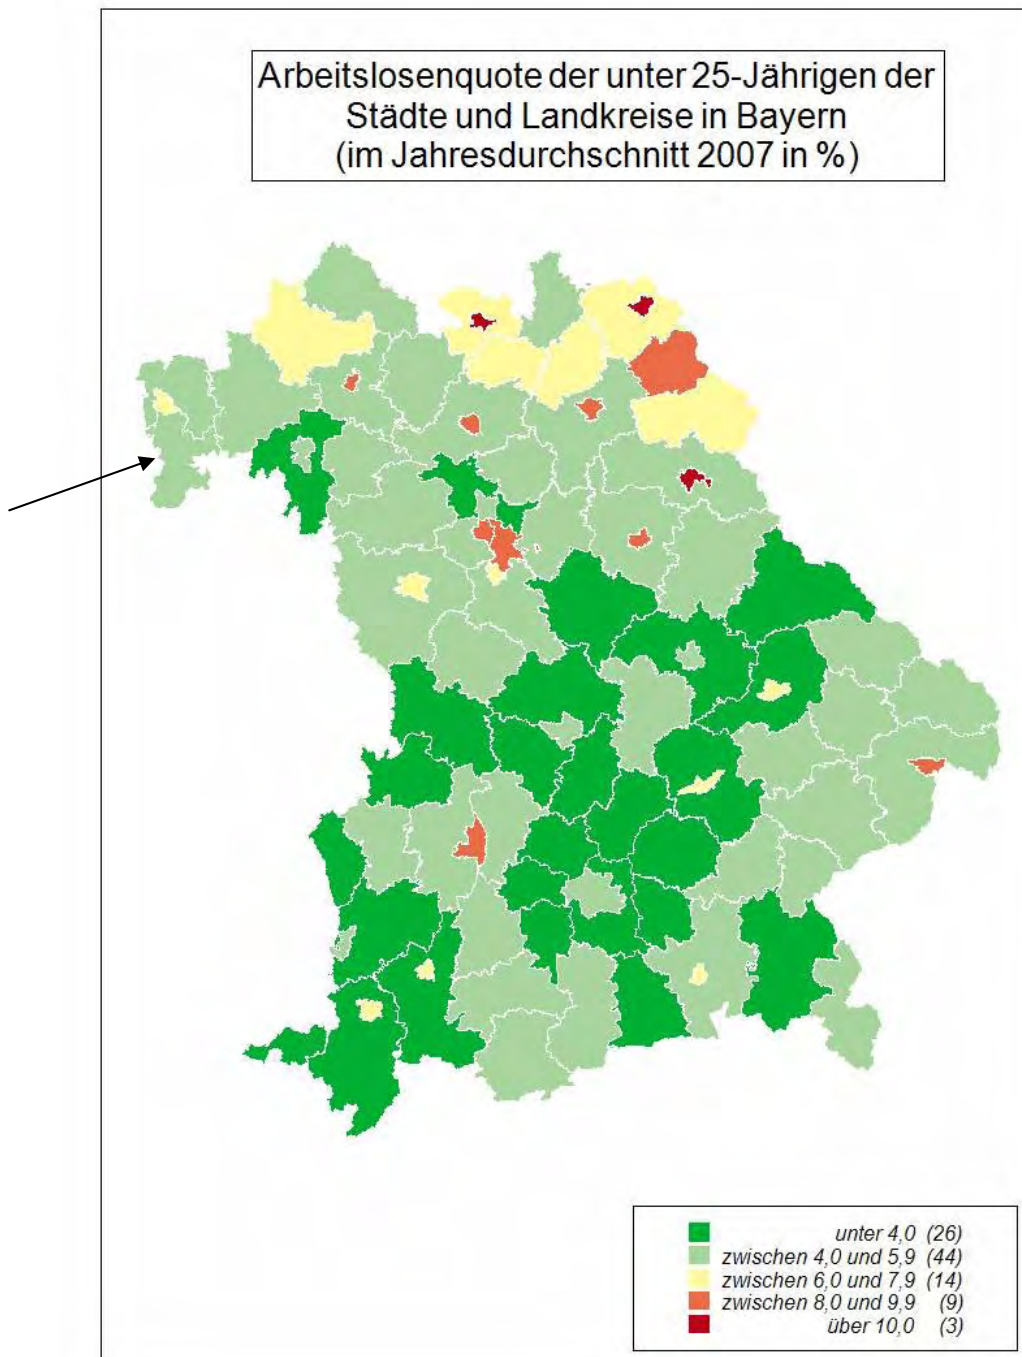 Arbeitslosenquote der unter 25-Jährigen der
Städte und Landkreise in Bayern
(im Jahresdurchschnitt 2007 in %)
unter 4,0 (26)
zwischen 4,0 und 5,9 (44)
zwischen 6,0 und 7,9 (14)
zwischen 8,0 und 9,9 (9)
über 10,0 (3)